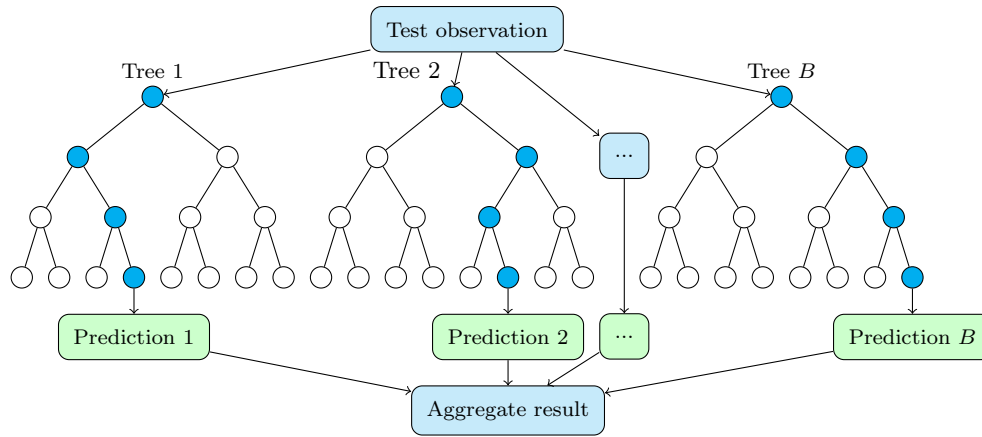 Test observation
Tree 1
Tree 2
Tree B
...
Prediction 1
Prediction 2
...
Prediction B
Aggregate result